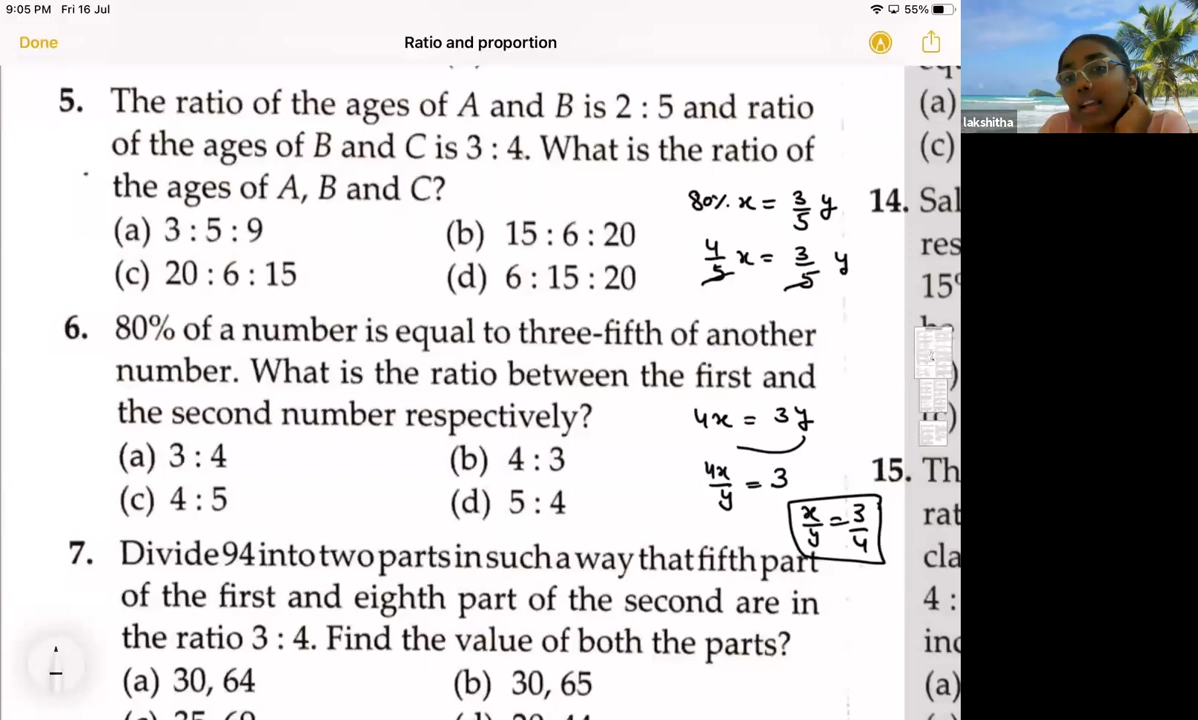 9:05 PM Fri 16 Jul
55%
Done
Ratio and proportion
5. The ratio of the ages of A and B is 2 : 5 and ratio
of the ages of B and C is 3 : 4. What is the ratio of
the ages of A, B and C?
(a) 3 : 5 : 9
(b) 15 : 6 : 20
(c) 20 : 6 : 15
(d) 6 : 15 : 20
80% x = 3/5 y
4/5 x = 3/5 y
6. 80% of a number is equal to three-fifth of another
number. What is the ratio between the first and
the second number respectively?
(a) 3 : 4
(b) 4 : 3
(c) 4 : 5
(d) 5 : 4
4x = 3y
4x/y = 3
x/y = 3/4
7. Divide 94 into two parts in such a way that fifth part
of the first and eighth part of the second are in
the ratio 3 : 4. Find the value of both the parts?
(a) 30, 64
(b) 30, 65
(a)
(c)
14. Sal
res
15
15. Th
rat
cla
4 :
inc
(a)
lakshitha